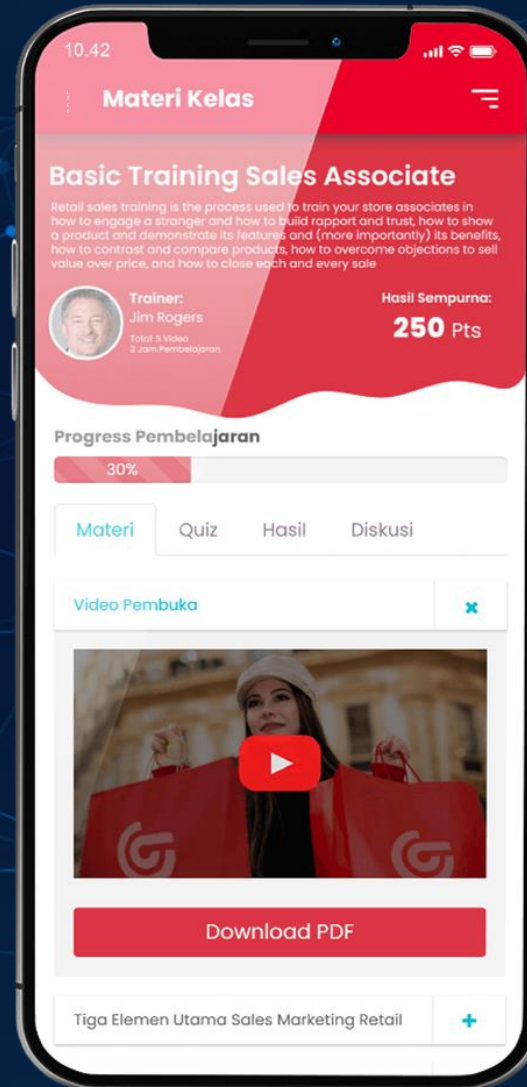 10.42
Materi Kelas
Basic Training Sales Associate
Retail sales training is the process used to train your store associates in
how to engage a stranger and how to build rapport and trust, how to show
a product and demonstrate its features and (more importantly) its benefits,
how to contrast and compare products, how to overcome objections to sell
value over price, and how to close each and every sale
Trainer:
Jim Rogers
Total 5 Video
3 Jam Pembelajaran
Hasil Sempurna:
250 Pts
Progress Pembelajaran
30%
Materi
Quiz
Hasil
Diskusi
Video Pembuka
Download PDF
Tiga Elemen Utama Sales Marketing Retail